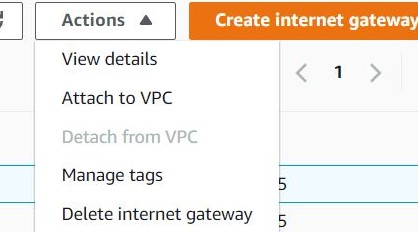 Actions ▲
Create internet gateway
View details
< 1 >
Attach to VPC
Detach from VPC
Manage tags
5
Delete internet gateway
5